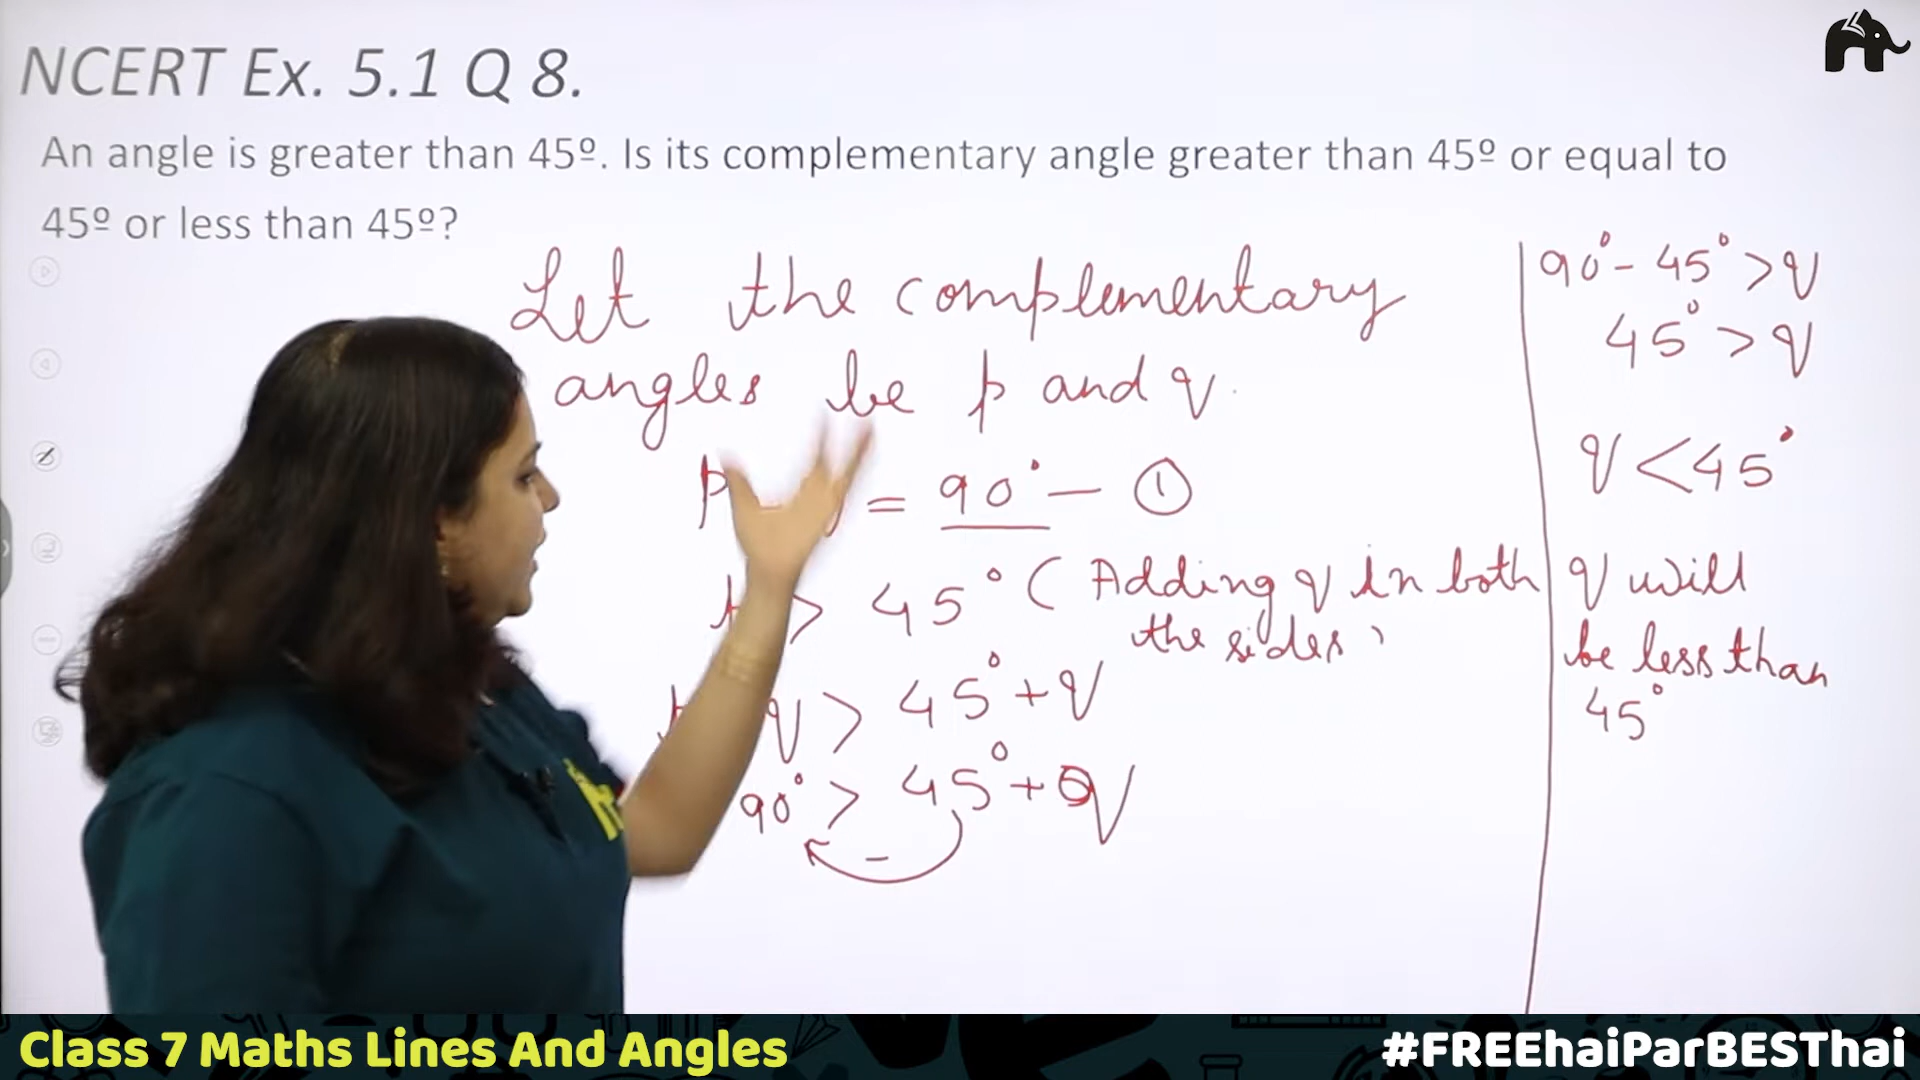 NCERT Ex. 5.1 Q 8.
An angle is greater than 45º. Is its complementary angle greater than 45º or equal to
45º or less than 45º?
Let the complementary
angles be p and q.
p = 90° — ①
> 45° ( Adding q in both
the sides )
q > 45° + q
90° > 45° + q
−
90° - 45° > q
45° > q
q < 45°
q will
be less than
45°
Class 7 Maths Lines And Angles
#FREEhaiParBESThai